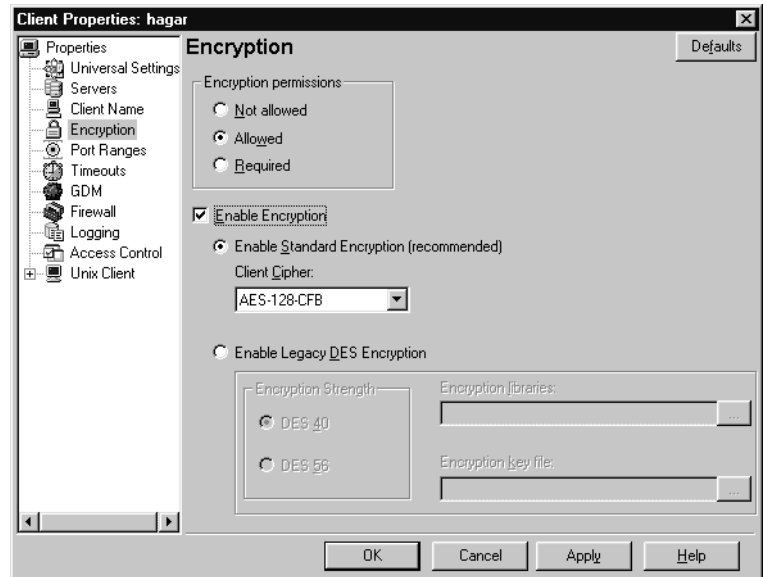 Client Properties: hagar
Properties
Universal Settings
Servers
Client Name
Encryption
Port Ranges
Timeouts
GDM
Firewall
Logging
Access Control
Unix Client
Encryption
Defaults
Encryption permissions
Not allowed
Allowed
Required
Enable Encryption
Enable Standard Encryption (recommended)
Client Cipher:
AES-128-CFB
Enable Legacy DES Encryption
Encryption Strength
DES 40
DES 56
Encryption libraries:
...
Encryption key file:
...
OK
Cancel
Apply
Help